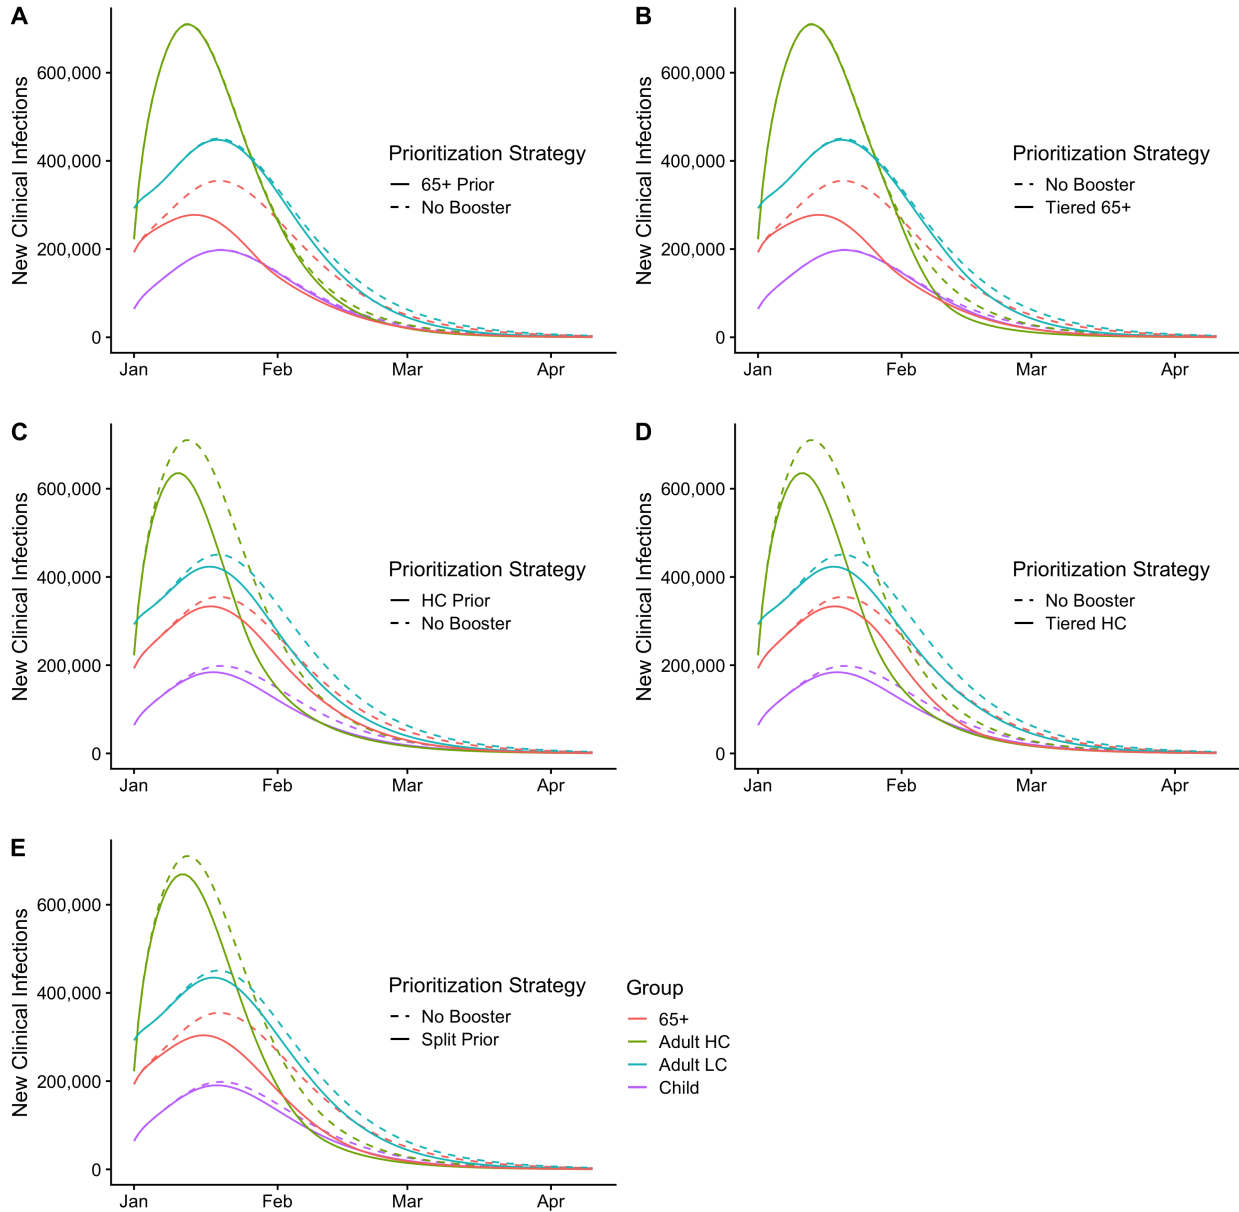 A
New Clinical Infections
600,000
400,000
200,000
0
Jan
Feb
Mar
Apr
Prioritization Strategy
65+ Prior
No Booster
B
New Clinical Infections
600,000
400,000
200,000
0
Jan
Feb
Mar
Apr
Prioritization Strategy
No Booster
Tiered 65+
C
New Clinical Infections
600,000
400,000
200,000
0
Jan
Feb
Mar
Apr
Prioritization Strategy
HC Prior
No Booster
D
New Clinical Infections
600,000
400,000
200,000
0
Jan
Feb
Mar
Apr
Prioritization Strategy
No Booster
Tiered HC
E
New Clinical Infections
600,000
400,000
200,000
0
Jan
Feb
Mar
Apr
Prioritization Strategy
No Booster
Split Prior
Group
65+
Adult HC
Adult LC
Child